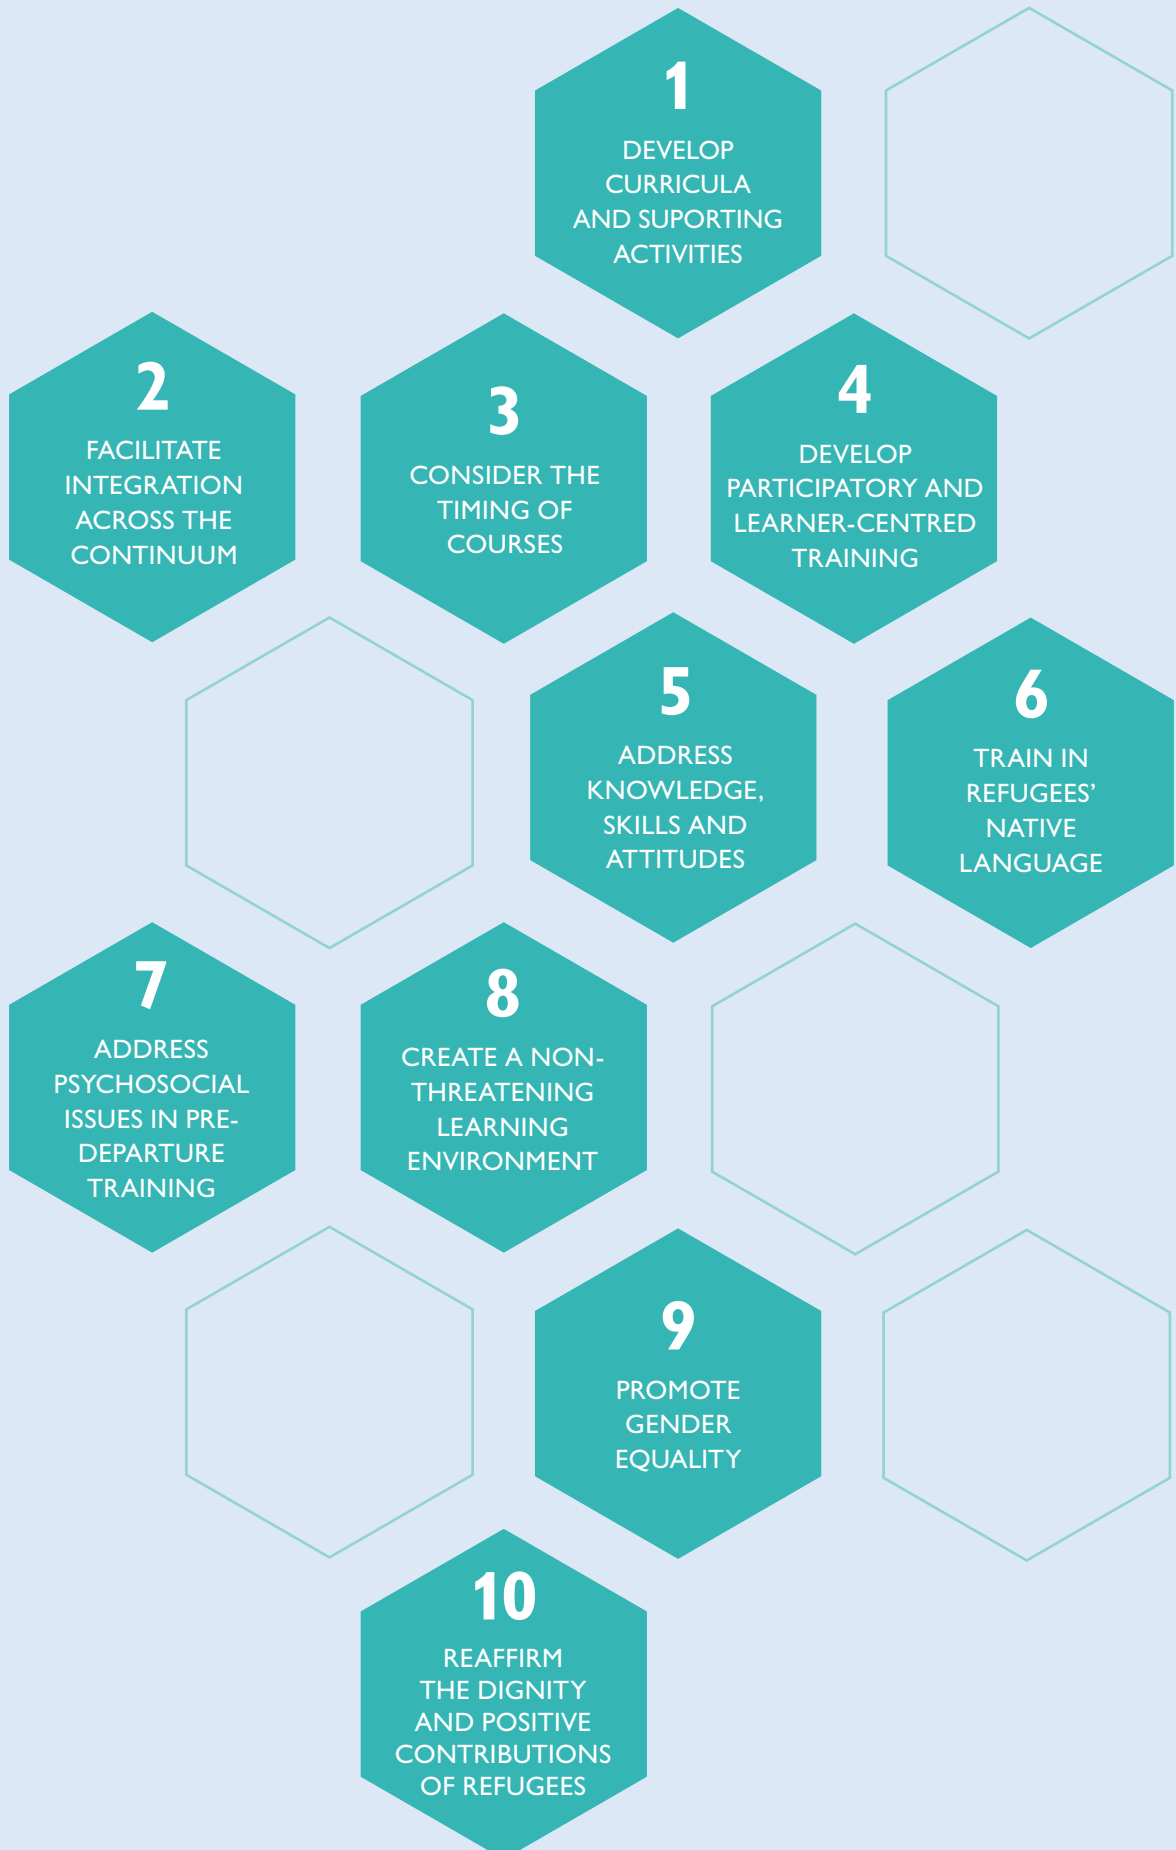 1
DEVELOP
CURRICULA
AND SUPORTING
ACTIVITIES
2
FACILITATE
INTEGRATION
ACROSS THE
CONTINUUM
3
CONSIDER THE
TIMING OF
COURSES
4
DEVELOP
PARTICIPATORY AND
LEARNER-CENTRED
TRAINING
5
ADDRESS
KNOWLEDGE,
SKILLS AND
ATTITUDES
6
TRAIN IN
REFUGEES’
NATIVE
LANGUAGE
7
ADDRESS
PSYCHOSOCIAL
ISSUES IN PRE-
DEPARTURE
TRAINING
8
CREATE A NON-
THREATENING
LEARNING
ENVIRONMENT
9
PROMOTE
GENDER
EQUALITY
10
REAFFIRM
THE DIGNITY
AND POSITIVE
CONTRIBUTIONS
OF REFUGEES